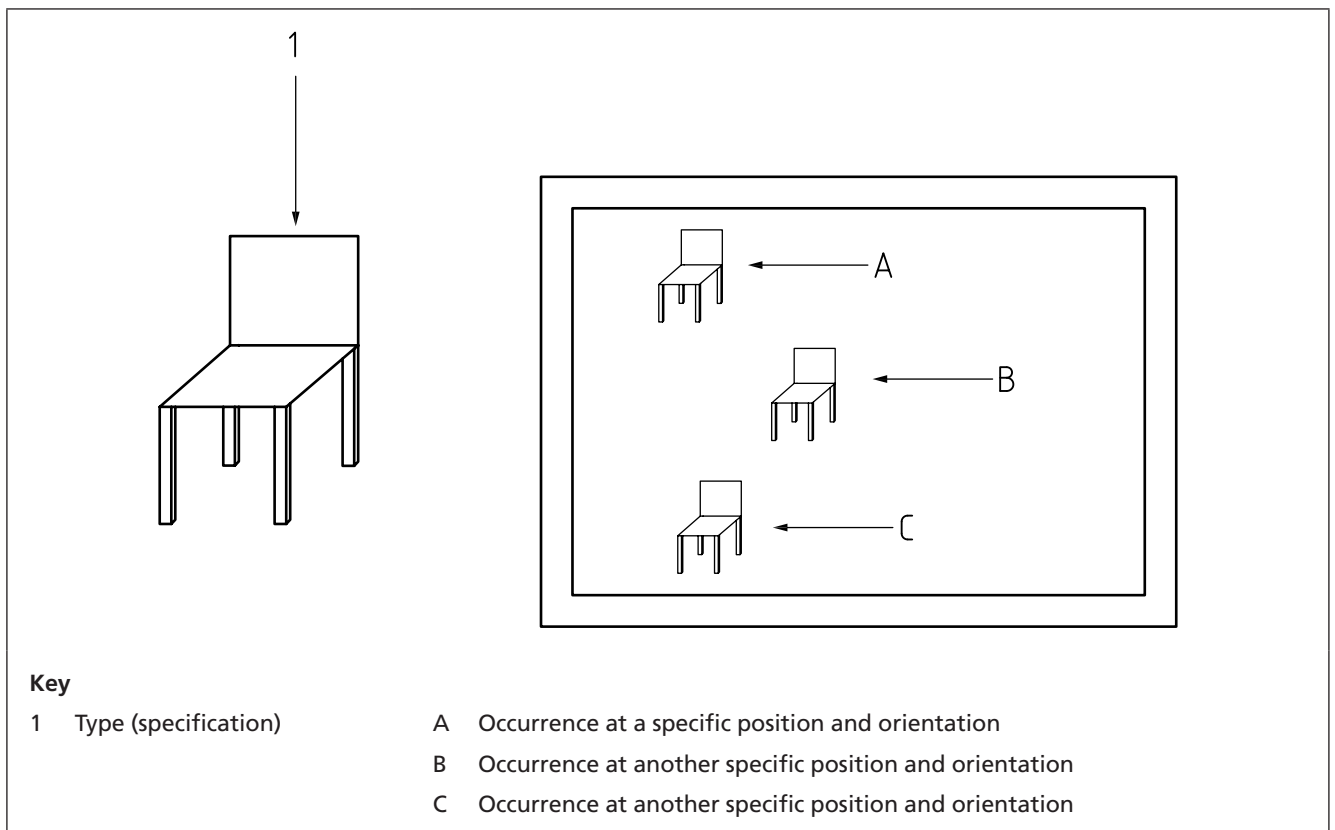 1
A
B
C
Key
1 Type (specification)
A Occurrence at a specific position and orientation
B Occurrence at another specific position and orientation
C Occurrence at another specific position and orientation